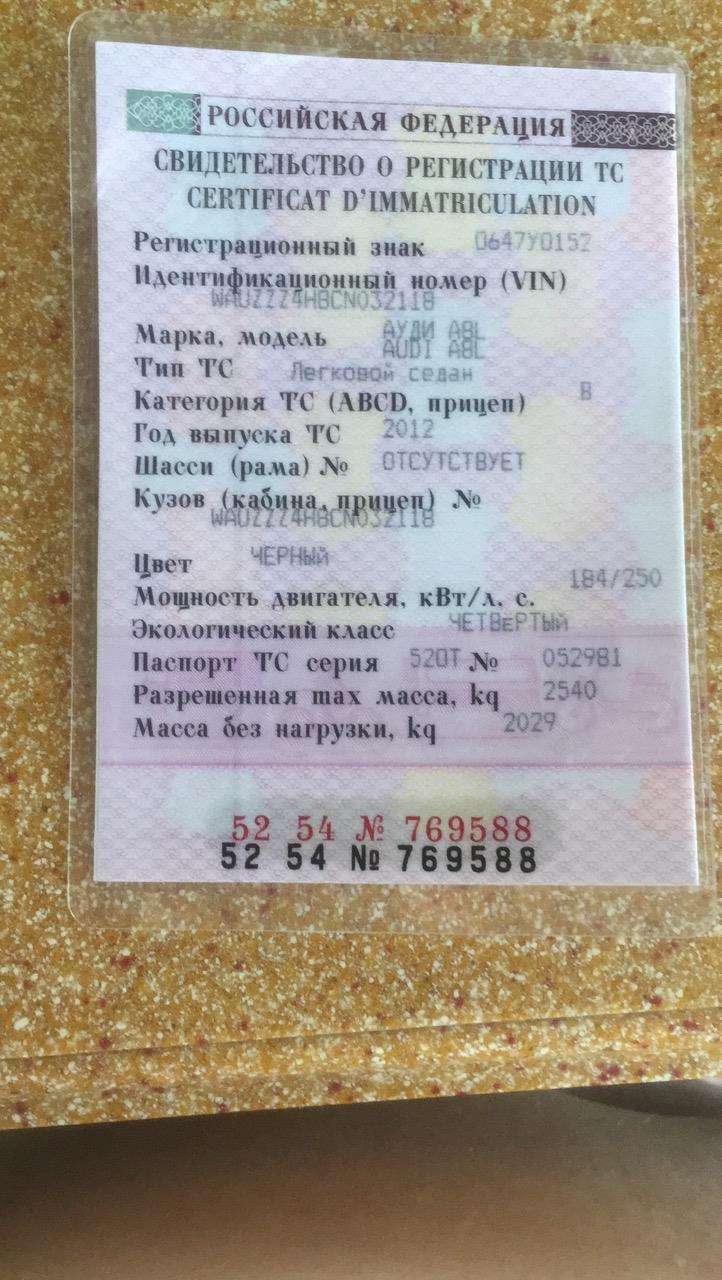 РОССИЙСКАЯ ФЕДЕРАЦИЯ
СВИДЕТЕЛЬСТВО О РЕГИСТРАЦИИ ТС
CERTIFICAT D'IMMATRICULATION
Регистрационный знак О647УО152
Идентификационный номер (VIN)
WAUZZZ4H8CN032118
Марка, модель АУДИ A8L
AUDI A8L
Тип ТС Легковой седан
Категория ТС (ABCD, прицеп) B
Год выпуска ТС 2012
Шасси (рама) № ОТСУТСТВУЕТ
Кузов (кабина, прицеп) №
WAUZZZ4H8CN032118
Цвет ЧЕРНЫЙ
Мощность двигателя, кВт/л. с. 184/250
Экологический класс ЧЕТВеРТЫЙ
Паспорт ТС серия 52ОТ № 052981
Разрешенная max масса, kg 2540
Масса без нагрузки, kg 2029
52 54 № 769588
52 54 № 769588